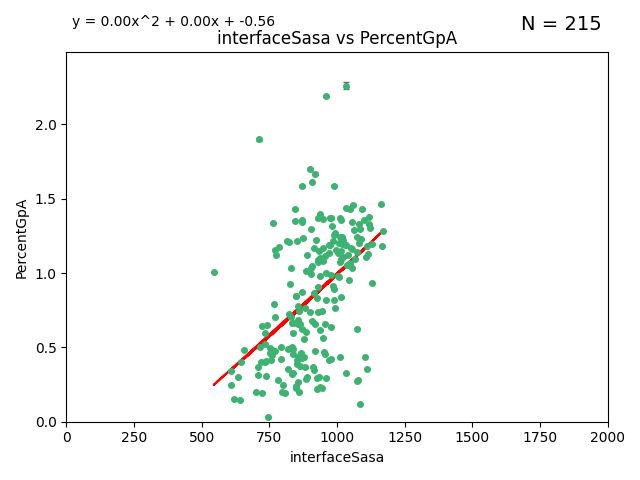 y = 0.00x^2 + 0.00x + -0.56
N = 215
interfaceSasa vs PercentGpA
PercentGpA
2.0
1.5
1.0
0.5
0.0
0 250 500 750 1000 1250 1500 1750 2000
interfaceSasa